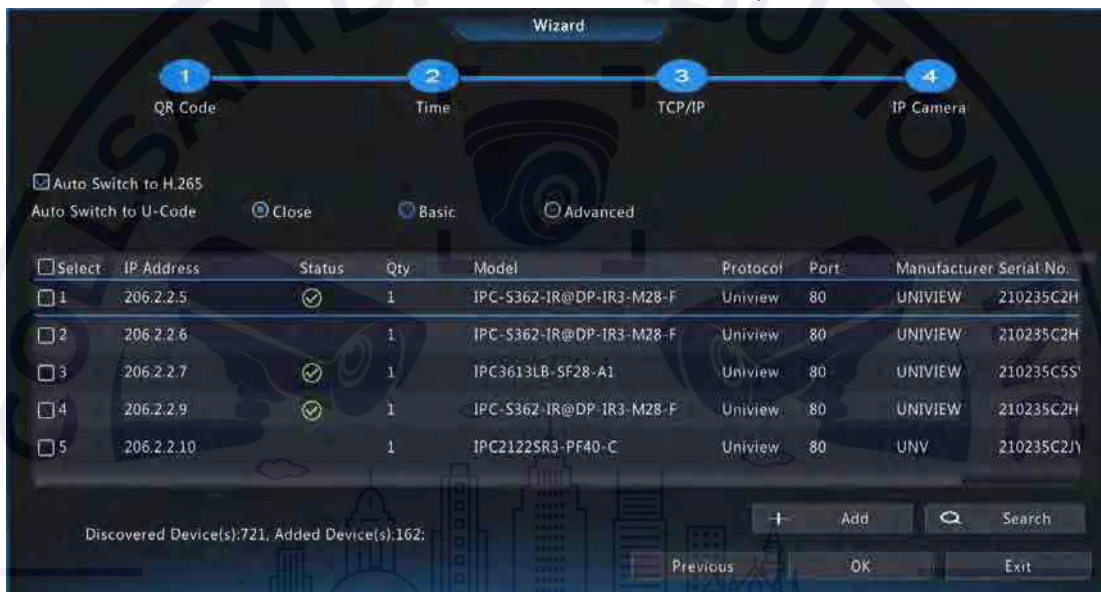 Wizard
1 2 3 4
QR Code Time TCP/IP IP Camera
Auto Switch to H.265
Auto Switch to U-Code Close Basic Advanced
Select IP Address Status Qty Model Protocol Port Manufacturer Serial No.
1 206.2.2.5 1 IPC-S362-IR@DP-IR3-M28-F Uniview 80 UNIVIEW 210235C2H
2 206.2.2.6 1 IPC-S362-IR@DP-IR3-M28-F Uniview 80 UNIVIEW 210235C2H
3 206.2.2.7 1 IPC3613LB-SF28-A1 Uniview 80 UNIVIEW 210235CSS
4 206.2.2.9 1 IPC-S362-IR@DP-IR3-M28-F Uniview 80 UNIVIEW 210235C2H
5 206.2.2.10 1 IPC2122SR3-PF40-C Uniview 80 UNV 210235C2J
Discovered Device(s):721, Added Device(s):162;
Add Search
Previous OK Exit